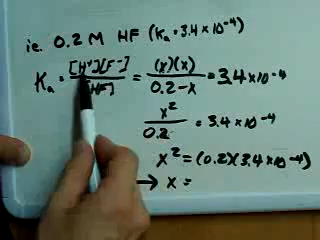 ie. 0.2 M HF (Ka = 3.4 x 10⁻⁴)
Ka = [H⁺][F⁻] / [HF] = (x)(x) / 0.2-x = 3.4 x 10⁻⁴
x² / 0.2 = 3.4 x 10⁻⁴
x² = (0.2)(3.4 x 10⁻⁴)
→ x =